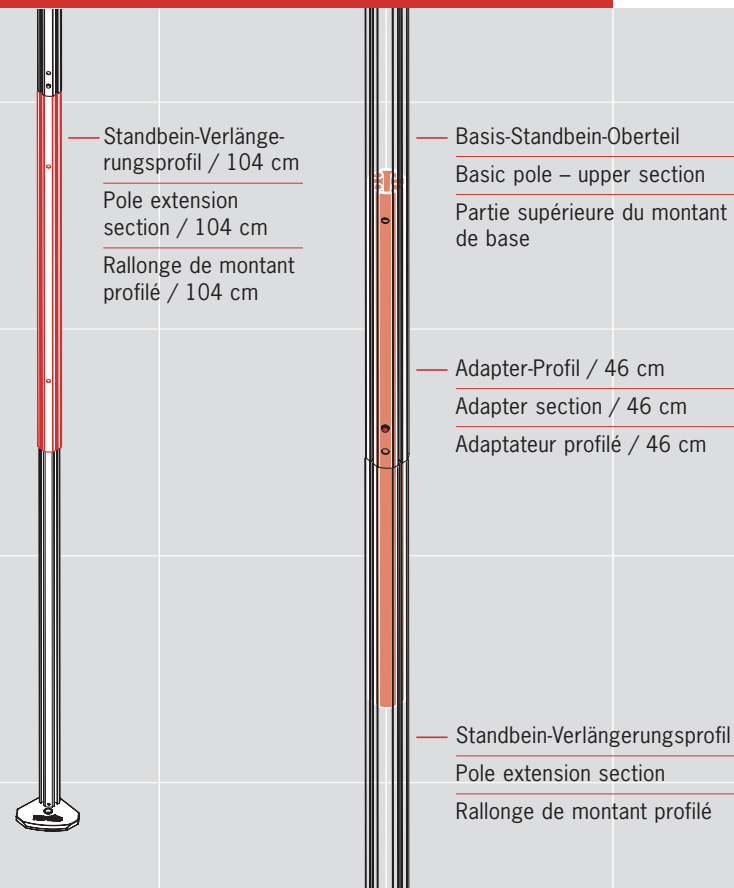 Standbein-Verlänge-
rungsprofil / 104 cm
Pole extension
section / 104 cm
Rallonge de montant
profilé / 104 cm
Basis-Standbein-Oberteil
Basic pole – upper section
Partie supérieure du montant
de base
Adapter-Profil / 46 cm
Adapter section / 46 cm
Adaptateur profilé / 46 cm
Standbein-Verlängerungsprofil
Pole extension section
Rallonge de montant profilé